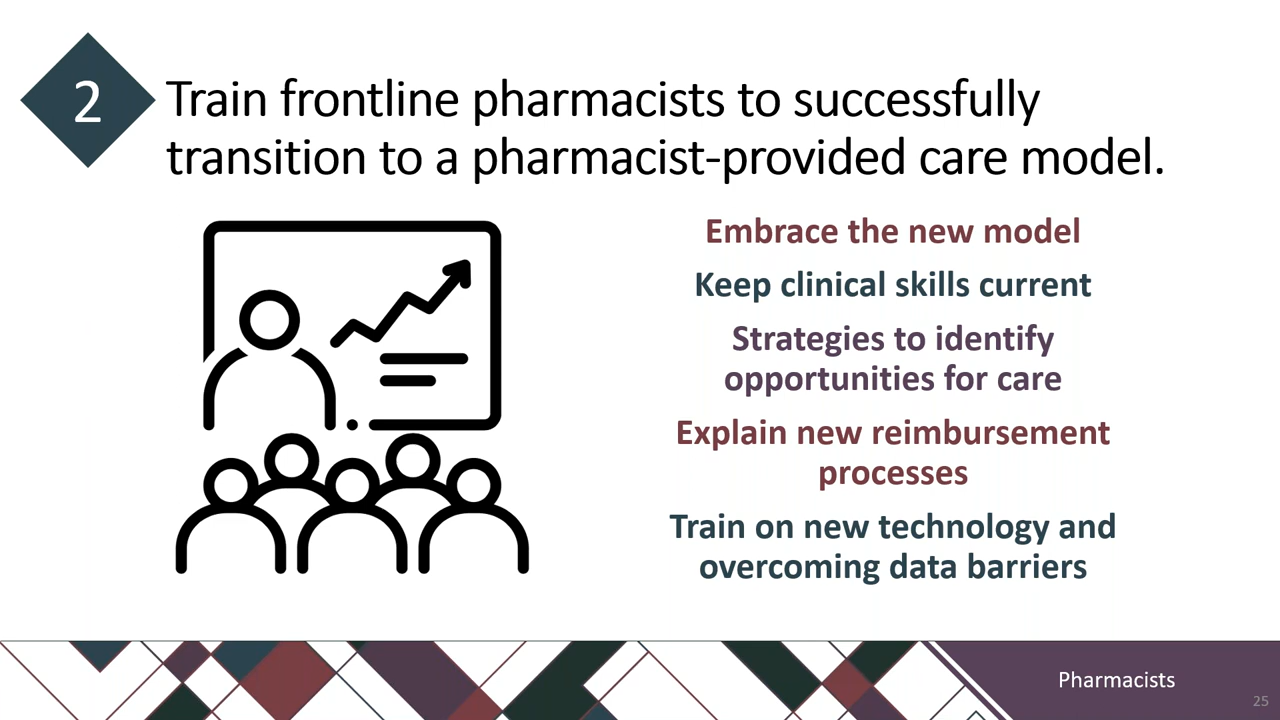 2
Train frontline pharmacists to successfully
transition to a pharmacist-provided care model.
Embrace the new model
Keep clinical skills current
Strategies to identify
opportunities for care
Explain new reimbursement
processes
Train on new technology and
overcoming data barriers
Pharmacists
25